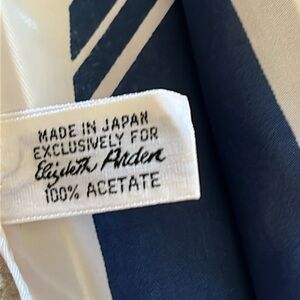 MADE IN JAPAN
EXCLUSIVELY FOR
Elizabeth Arden
100% ACETATE